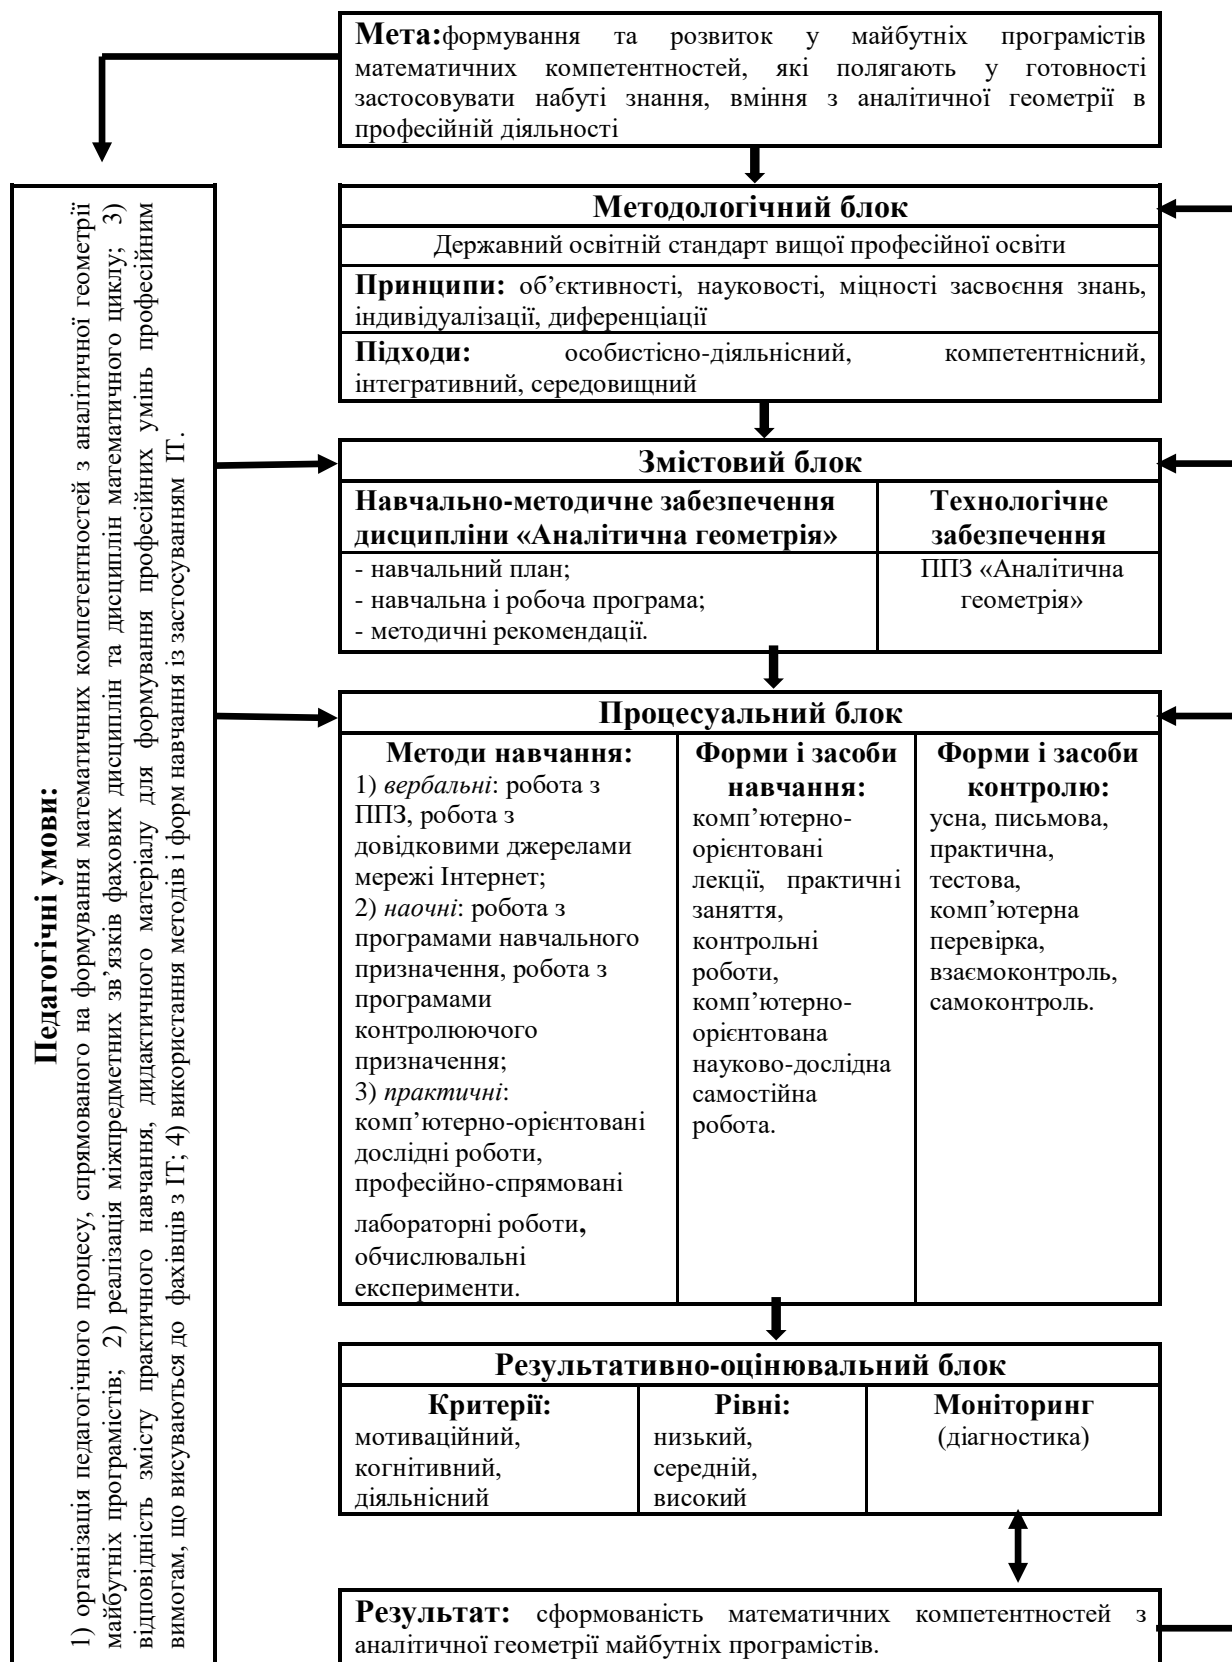 Мета:формування та розвиток у майбутніх програмістів
математичних компетентностей, які полягають у готовності
застосовувати набуті знання, вміння з аналітичної геометрії в
професійній діяльності
Педагогічні умови:
1) організація педагогічного процесу, спрямованого на формування математичних компетентностей з аналітичної геометрії
майбутніх програмістів; 2) реалізація міжпредметних зв’язків фахових дисциплін та дисциплін математичного циклу; 3)
відповідність змісту практичного навчання, дидактичного матеріалу для формування професійних умінь професійним
вимогам, що висуваються до фахівців з ІТ; 4) використання методів і форм навчання із застосуванням ІТ.
Методологічний блок
Державний освітній стандарт вищої професійної освіти
Принципи: об’єктивності, науковості, міцності засвоєння знань,
індивідуалізації, диференціації
Підходи: особистісно-діяльнісний, компетентнісний,
інтегративний, середовищний
Змістовий блок
Навчально-методичне забезпечення
дисципліни «Аналітична геометрія»
- навчальний план;
- навчальна і робоча програма;
- методичні рекомендації.
Технологічне
забезпечення
ППЗ «Аналітична
геометрія»
Процесуальний блок
Методи навчання:
1) вербальні: робота з
ППЗ, робота з
довідковими джерелами
мережі Інтернет;
2) наочні: робота з
програмами навчального
призначення, робота з
програмами
контролюючого
призначення;
3) практичні:
комп’ютерно-орієнтовані
дослідні роботи,
професійно-спрямовані
лабораторні роботи,
обчислювальні
експерименти.
Форми і засоби
навчання:
комп’ютерно-
орієнтовані
лекції, практичні
заняття,
контрольні
роботи,
комп’ютерно-
орієнтована
науково-дослідна
самостійна
робота.
Форми і засоби
контролю:
усна, письмова,
практична,
тестова,
комп’ютерна
перевірка,
взаємоконтроль,
самоконтроль.
Результативно-оцінювальний блок
Критерії:
мотиваційний,
когнітивний,
діяльнісний
Рівні:
низький,
середній,
високий
Моніторинг
(діагностика)
Результат: сформованість математичних компетентностей з
аналітичної геометрії майбутніх програмістів.